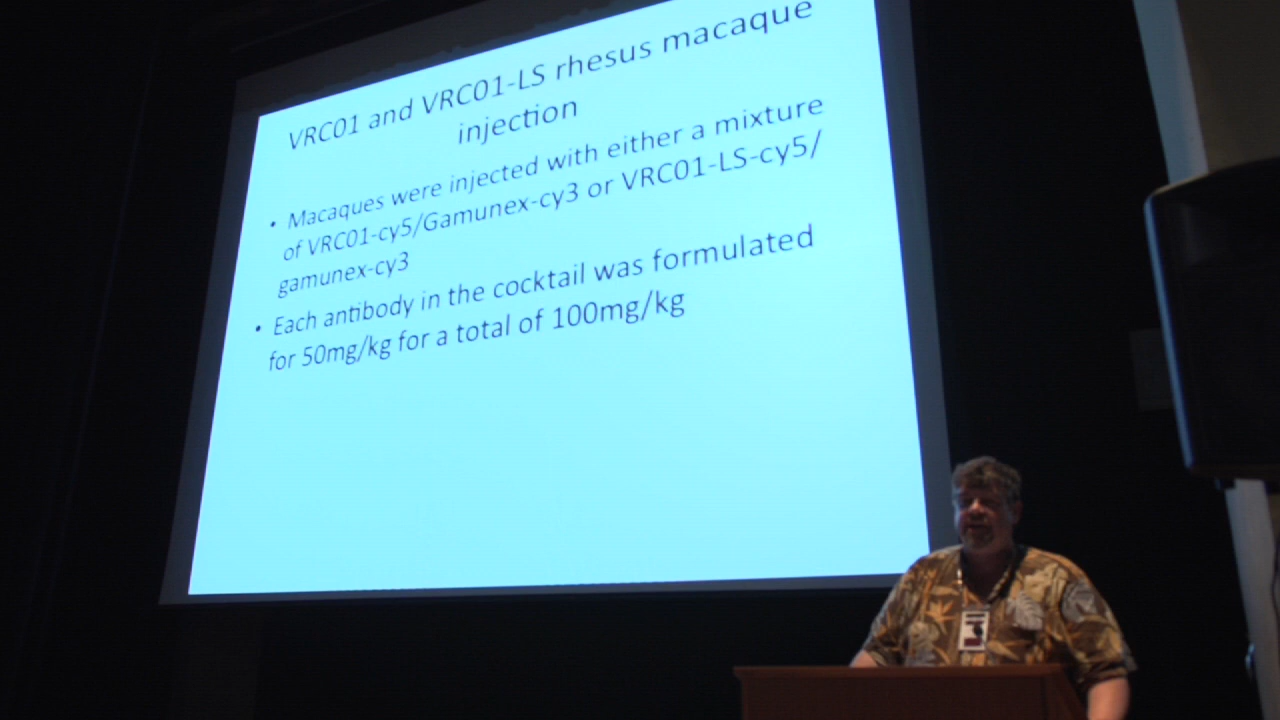 VRC01 and VRC01-LS rhesus macaque
injection
• Macaques were injected with either a mixture
of VRC01-cy5/Gamunex-cy3 or VRC01-LS-cy5/
gamunex-cy3
• Each antibody in the cocktail was formulated
for 50mg/kg for a total of 100mg/kg